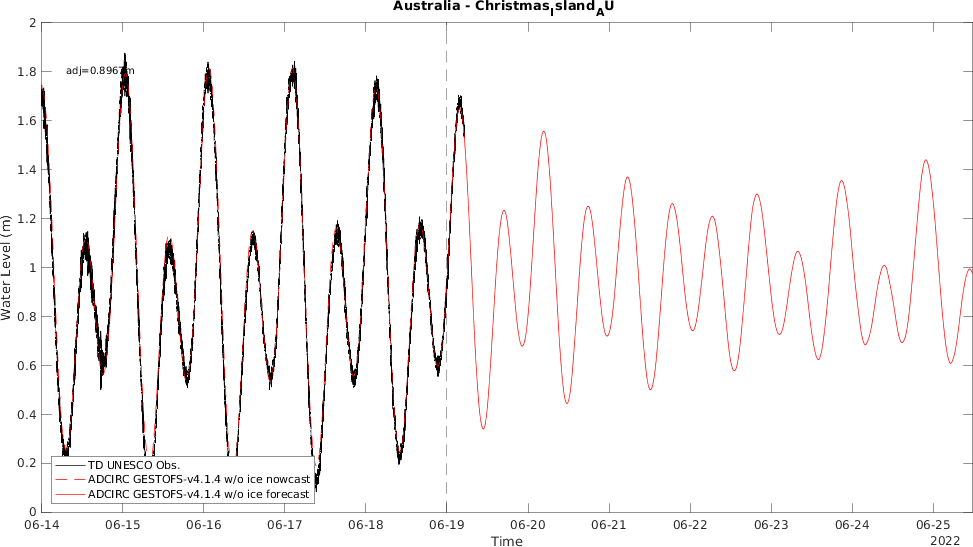 Australia - Christmas_Island_AU
2
1.8
1.6
1.4
1.2
1
0.8
0.6
0.4
0.2
0
Water Level (m)
adj=0.8967m
TD UNESCO Obs.
ADCIRC GESTOFS-v4.1.4 w/o ice nowcast
ADCIRC GESTOFS-v4.1.4 w/o ice forecast
06-14 06-15 06-16 06-17 06-18 06-19 06-20 06-21 06-22 06-23 06-24 06-25
Time
2022